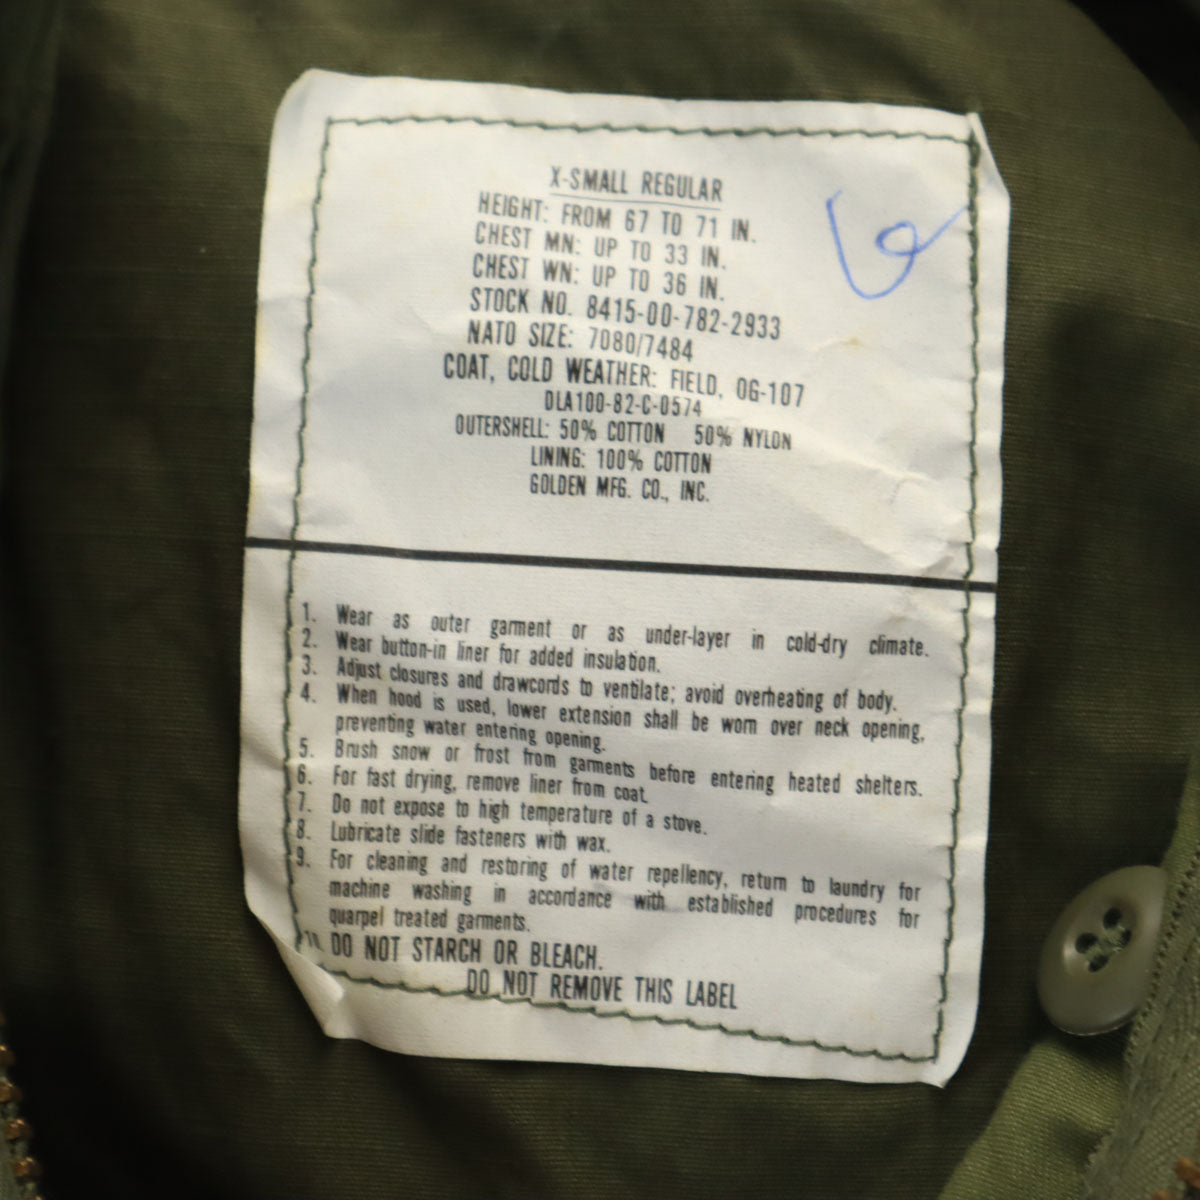 X-SMALL REGULAR
HEIGHT: FROM 67 TO 71 IN.
CHEST MN: UP TO 33 IN.
CHEST WN: UP TO 36 IN.
STOCK NO. 8415-00-782-2933
NATO SIZE: 7080/7484
COAT, COLD WEATHER: FIELD, OG-107
DLA100-82-C-0574
OUTERSHELL: 50% COTTON 50% NYLON
LINING: 100% COTTON
GOLDEN MFG. CO., INC.
1. Wear as outer garment or as under-layer in cold-dry climate.
2. Wear button-in liner for added insulation.
3. Adjust closures and drawcords to ventilate; avoid overheating of body.
4. When hood is used, lower extension shall be worn over neck opening,
preventing water entering opening.
5. Brush snow or frost from garments before entering heated shelters.
6. For fast drying, remove liner from coat.
7. Do not expose to high temperature of a stove.
8. Lubricate slide fasteners with wax.
9. For cleaning and restoring of water repellency, return to laundry for
machine washing in accordance with established procedures for
quarpel treated garments.
10. DO NOT STARCH OR BLEACH.
DO NOT REMOVE THIS LABEL